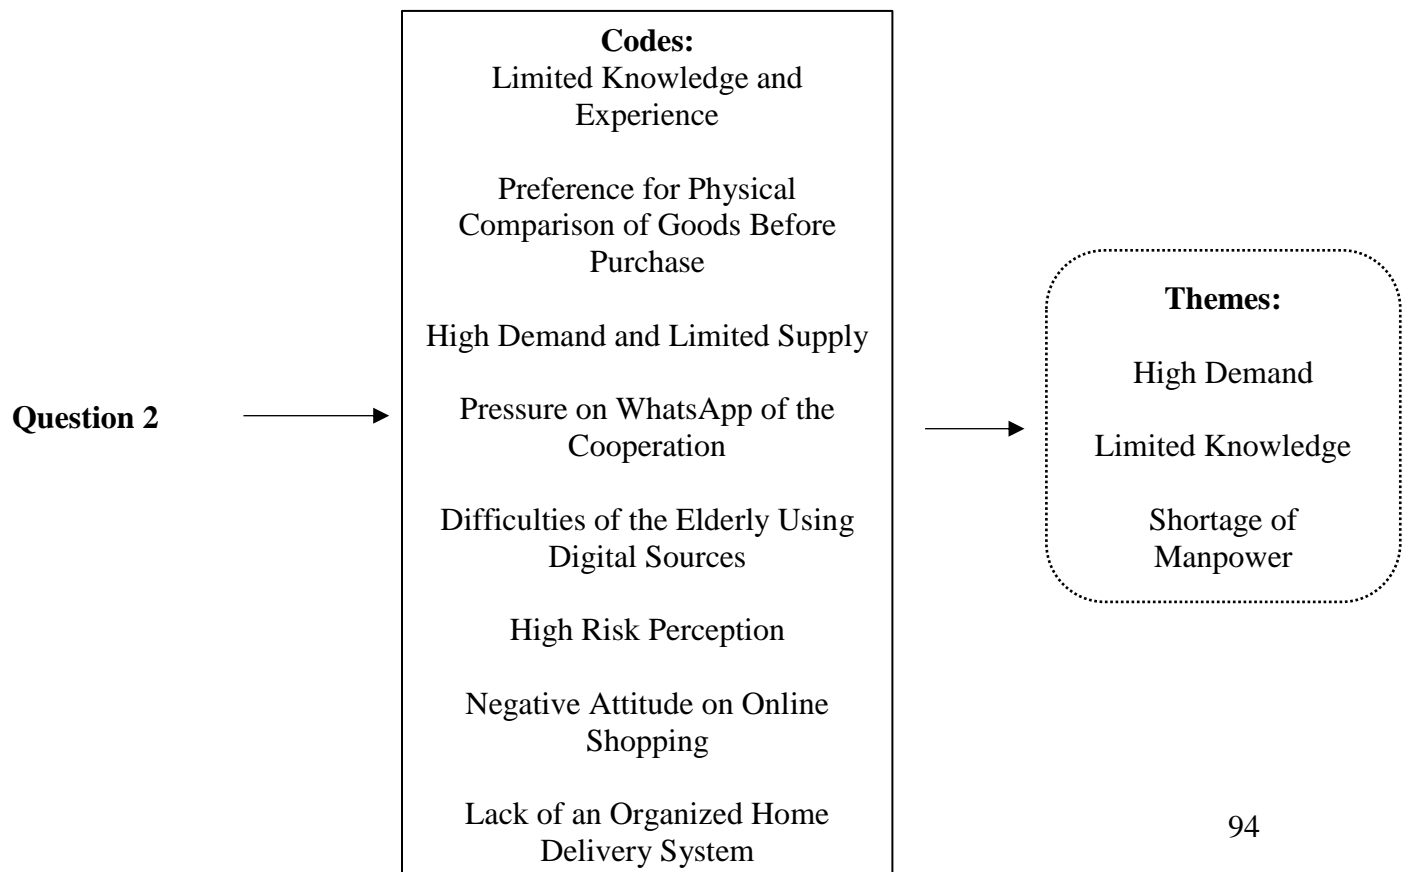 Question 2
Codes:
Limited Knowledge and
Experience
Preference for Physical
Comparison of Goods Before
Purchase
High Demand and Limited Supply
Pressure on WhatsApp of the
Cooperation
Difficulties of the Elderly Using
Digital Sources
High Risk Perception
Negative Attitude on Online
Shopping
Lack of an Organized Home
Delivery System
Themes:
High Demand
Limited Knowledge
Shortage of
Manpower
94